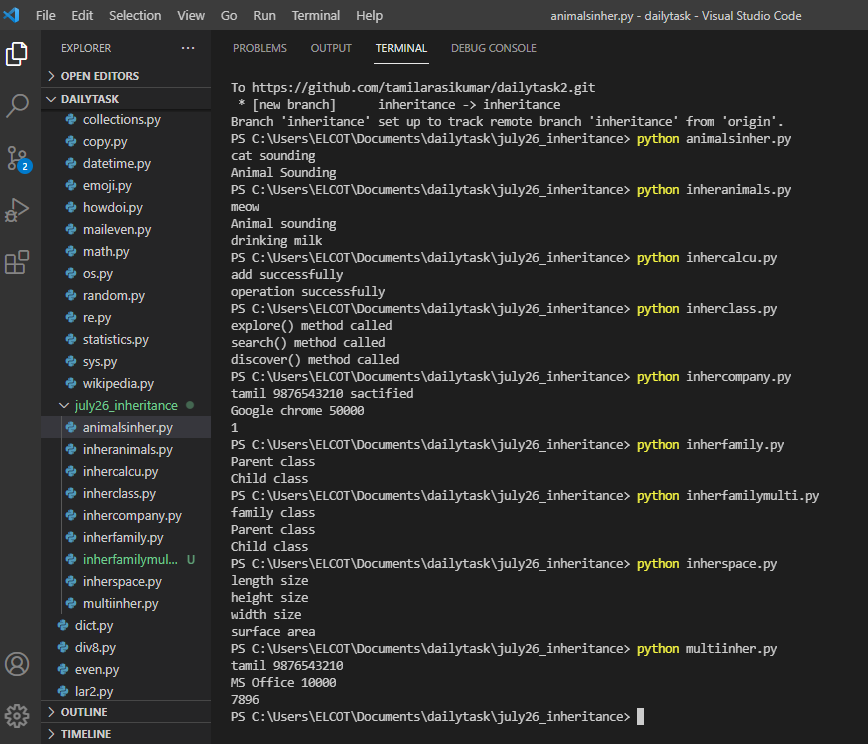 File Edit Selection View Go Run Terminal Help animalsinher.py - dailytask - Visual Studio Code
EXPLORER ···
OPEN EDITORS
DAILYTASK
collections.py
copy.py
datetime.py
emoji.py
howdoi.py
maileven.py
math.py
os.py
random.py
re.py
statistics.py
sys.py
wikipedia.py
july26_inheritance
animalsinher.py
inheranimals.py
inhercalcu.py
inherclass.py
inhercompany.py
inherfamily.py
inherfamilymul... U
inherspace.py
multiinher.py
dict.py
div8.py
even.py
lar2.py
OUTLINE
TIMELINE
2
PROBLEMS OUTPUT TERMINAL DEBUG CONSOLE
To https://github.com/tamilarasikumar/dailytask2.git
* [new branch] inheritance -> inheritance
Branch 'inheritance' set up to track remote branch 'inheritance' from 'origin'.
PS C:\Users\ELCOT\Documents\dailytask\july26_inheritance> python animalsinher.py
cat sounding
Animal Sounding
PS C:\Users\ELCOT\Documents\dailytask\july26_inheritance> python inheranimals.py
meow
Animal sounding
drinking milk
PS C:\Users\ELCOT\Documents\dailytask\july26_inheritance> python inhercalcu.py
add successfully
operation successfully
PS C:\Users\ELCOT\Documents\dailytask\july26_inheritance> python inherclass.py
explore() method called
search() method called
discover() method called
PS C:\Users\ELCOT\Documents\dailytask\july26_inheritance> python inhercompany.py
tamil 9876543210 sactified
Google chrome 50000
1
PS C:\Users\ELCOT\Documents\dailytask\july26_inheritance> python inherfamily.py
Parent class
Child class
PS C:\Users\ELCOT\Documents\dailytask\july26_inheritance> python inherfamilymulti.py
family class
Parent class
Child class
PS C:\Users\ELCOT\Documents\dailytask\july26_inheritance> python inherspace.py
length size
height size
width size
surface area
PS C:\Users\ELCOT\Documents\dailytask\july26_inheritance> python multiinher.py
tamil 9876543210
MS Office 10000
7896
PS C:\Users\ELCOT\Documents\dailytask\july26_inheritance>